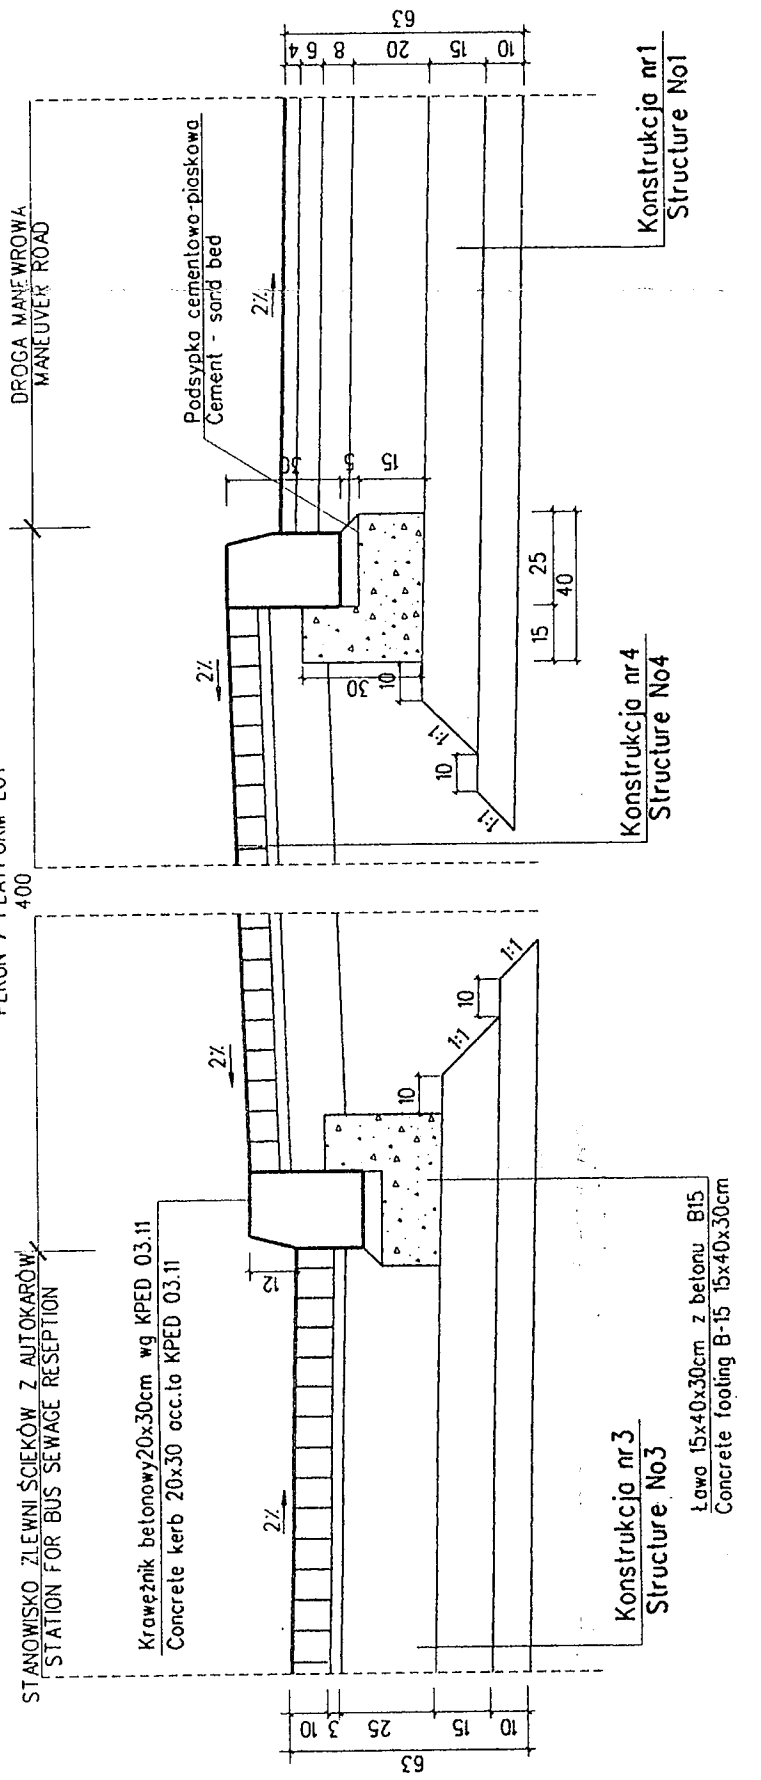 STANOWISKO ZLEWNI ŚCIEKÓW Z AUTOKARÓW
STATION FOR BUS SEWAGE RESEPTION
400
DROGA MANEWROWA
MANEUVER ROAD
Krawężnik betonowy20x30cm wg KPED 03.11
Concrete kerb 20x30 acc.to KPED 03.11
Podsypka cementowo-piaskowa
Cement - sand bed
2%
2%
2%
2%
12
30
5
15
30
10
10
1:1
1:1
10
10
1:1
1:1
15
25
40
10
3
25
15
10
63
4
6
8
20
15
10
63
Konstrukcja nr3
Structure No3
Ława 15x40x30cm z betonu B15
Concrete footing B-15 15x40x30cm
Konstrukcja nr4
Structure No4
Konstrukcja nr1
Structure No1